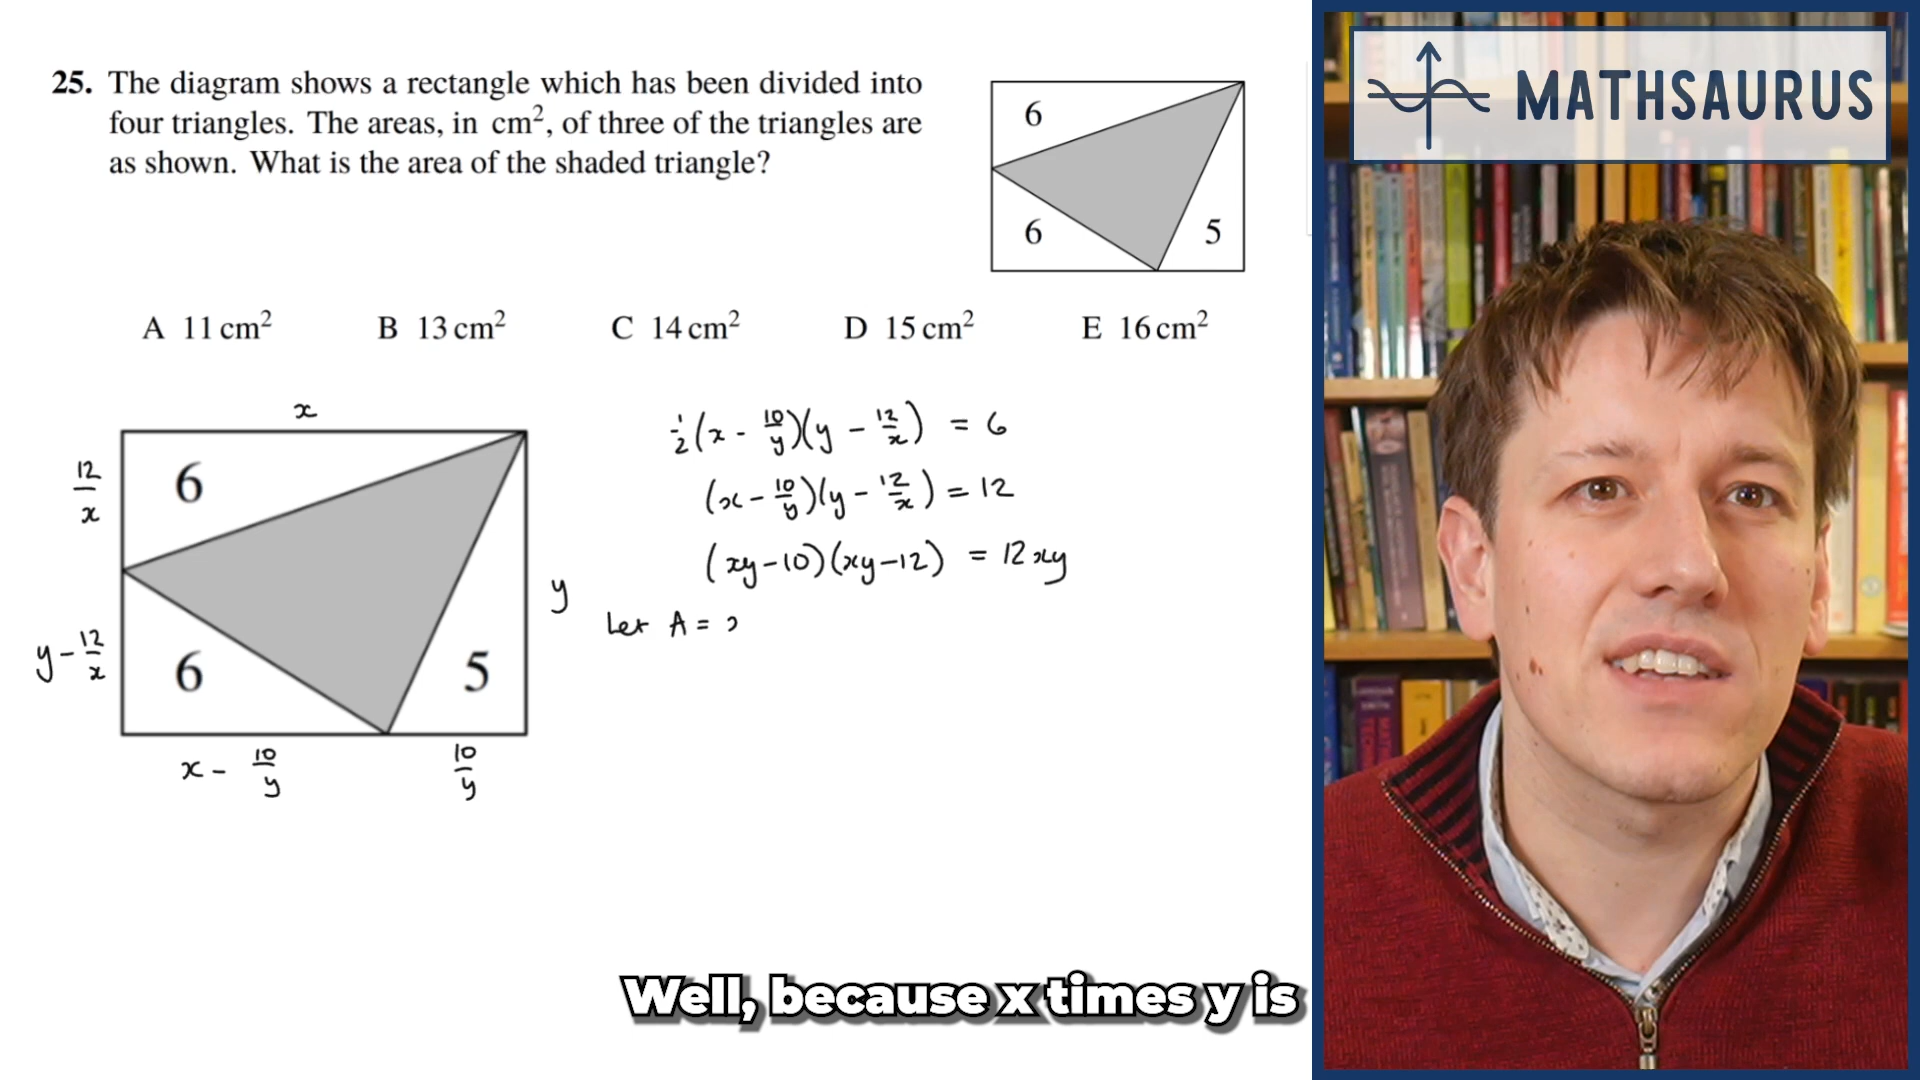 25. The diagram shows a rectangle which has been divided into
four triangles. The areas, in cm², of three of the triangles are
as shown. What is the area of the shaded triangle?
6
6
5
A 11 cm²
B 13 cm²
C 14 cm²
D 15 cm²
E 16 cm²
x
12/x
6
y
y - 12/x
6
5
x - 10/y
10/y
1/2 (x - 10/y)(y - 12/x) = 6
(x - 10/y)(y - 12/x) = 12
(xy-10)(xy-12) = 12xy
Let A =
Well, because x times y is
MATHSAURUS